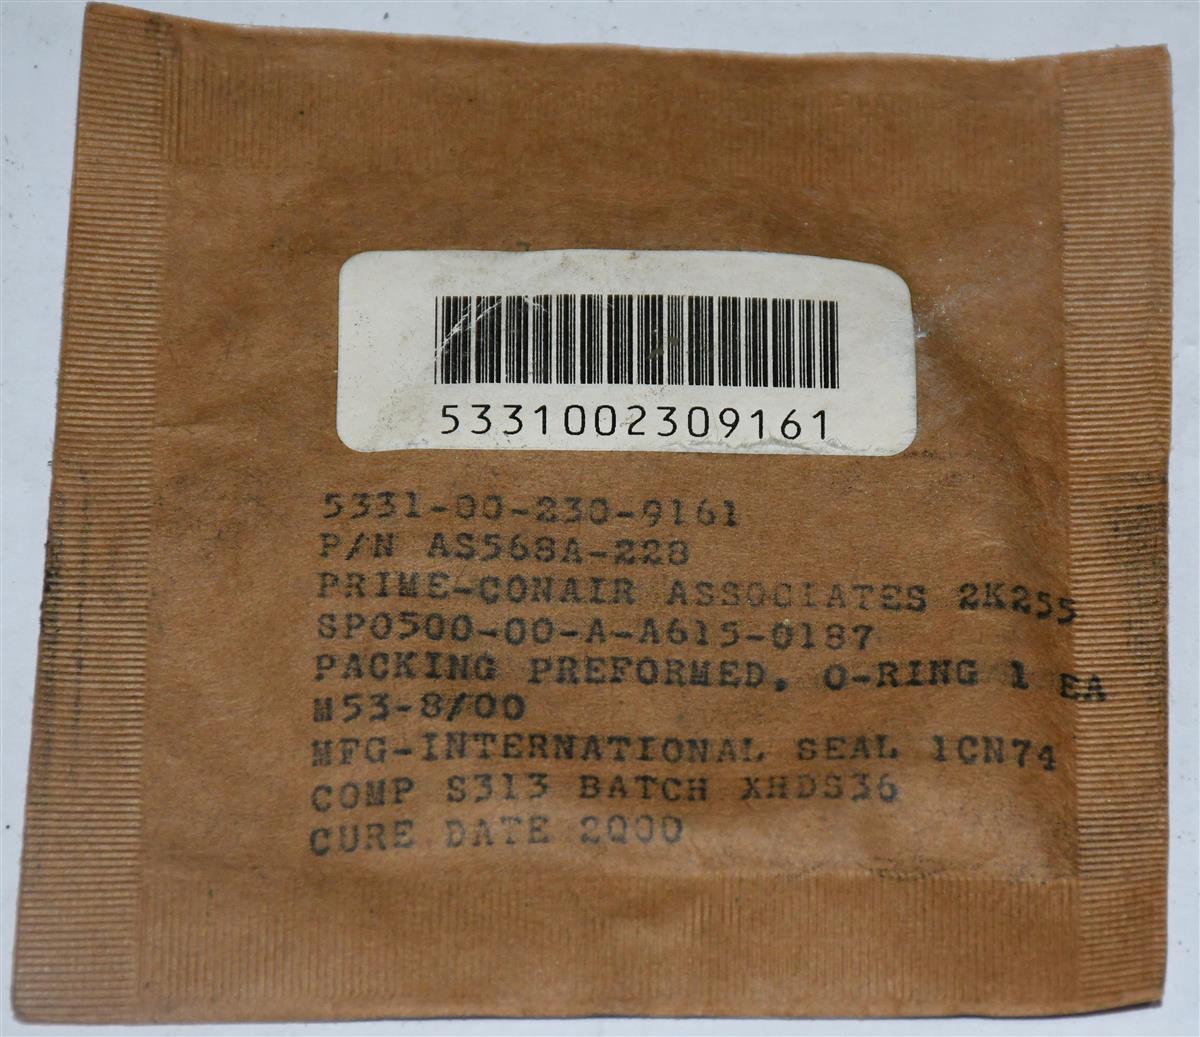 5331002309161
5331-00-230-9161
P/N AS568A-228
PRIME-CONAIR ASSOCIATES 2K255
SPO500-00-A-A615-0187
PACKING PREFORMED, O-RING 1 EA
M53-8/00
MFG-INTERNATIONAL SEAL 1CN74
COMP S313 BATCH XHDS36
CURE DATE 2Q00